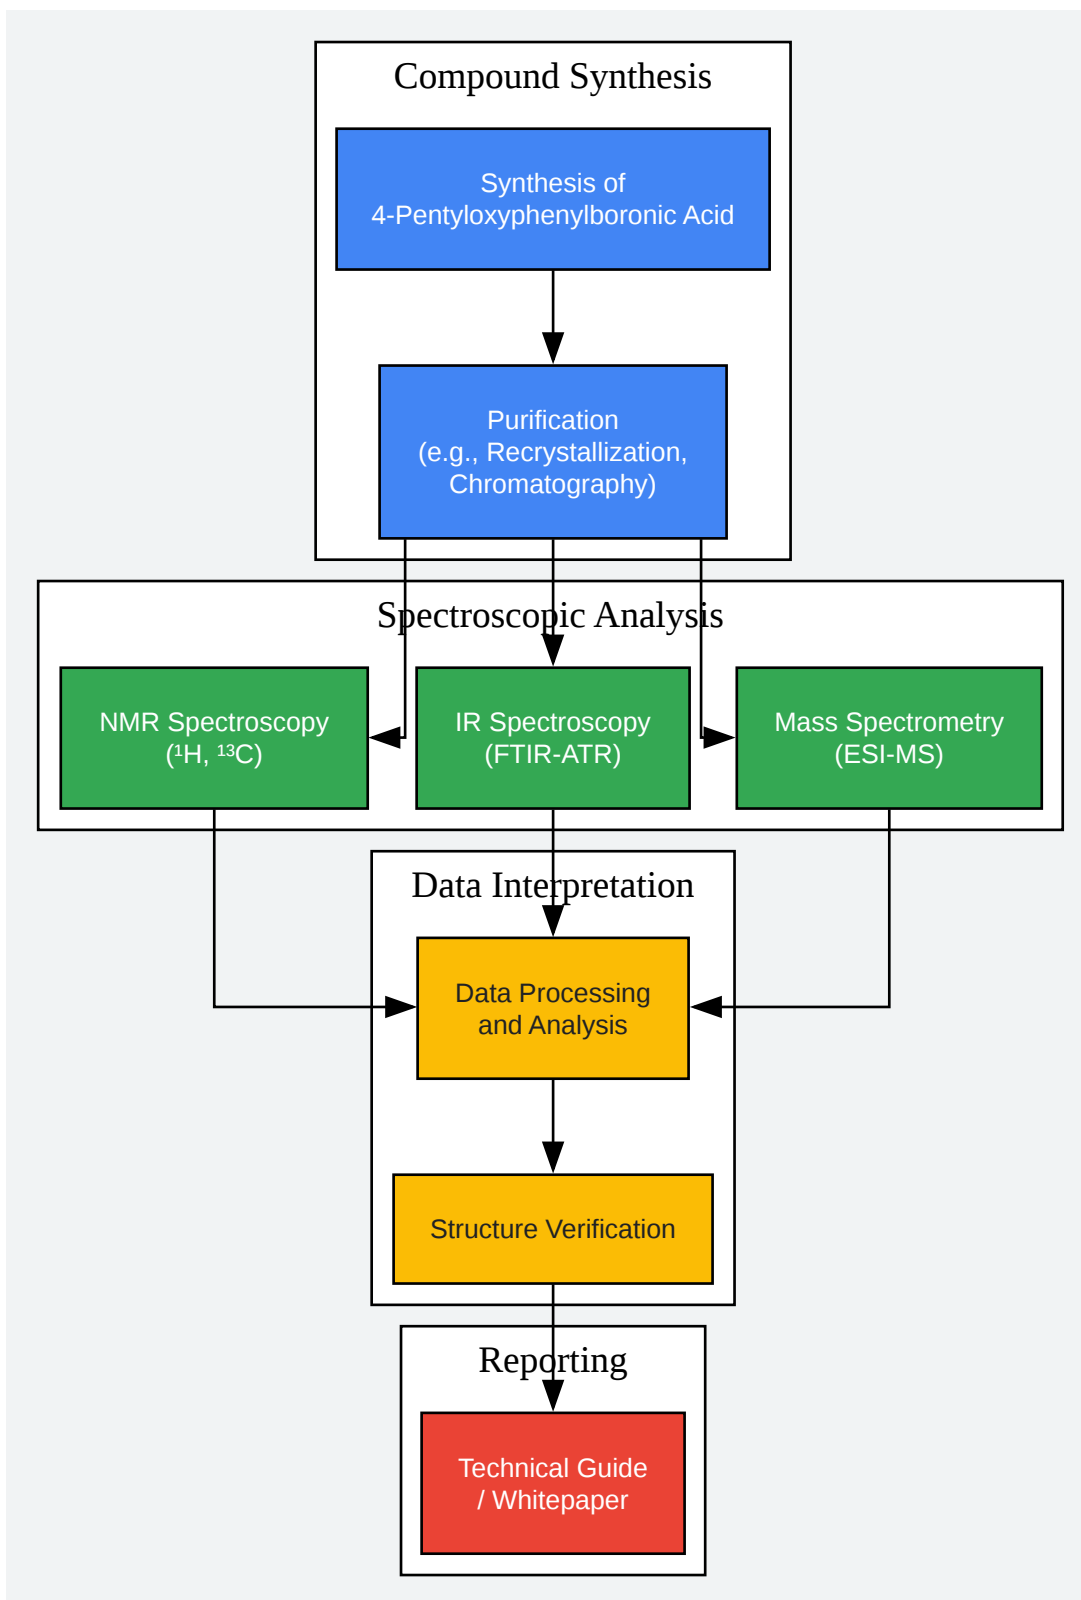 Compound Synthesis
Synthesis of
4-Pentyloxyphenylboronic Acid
Purification
(e.g., Recrystallization,
Chromatography)
Spectroscopic Analysis
NMR Spectroscopy
(¹H, ¹³C)
IR Spectroscopy
(FTIR-ATR)
Mass Spectrometry
(ESI-MS)
Data Interpretation
Data Processing
and Analysis
Structure Verification
Reporting
Technical Guide
/ Whitepaper